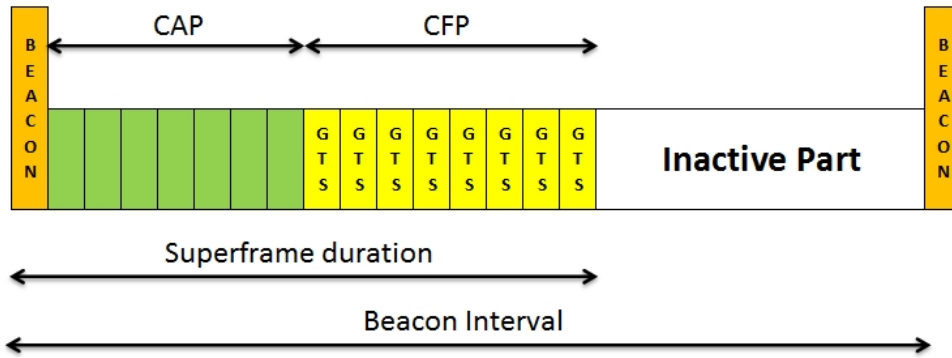 CAP CFP
BEACON
GTS GTS GTS GTS GTS GTS GTS GTS
Inactive Part
BEACON
Superframe duration
Beacon Interval